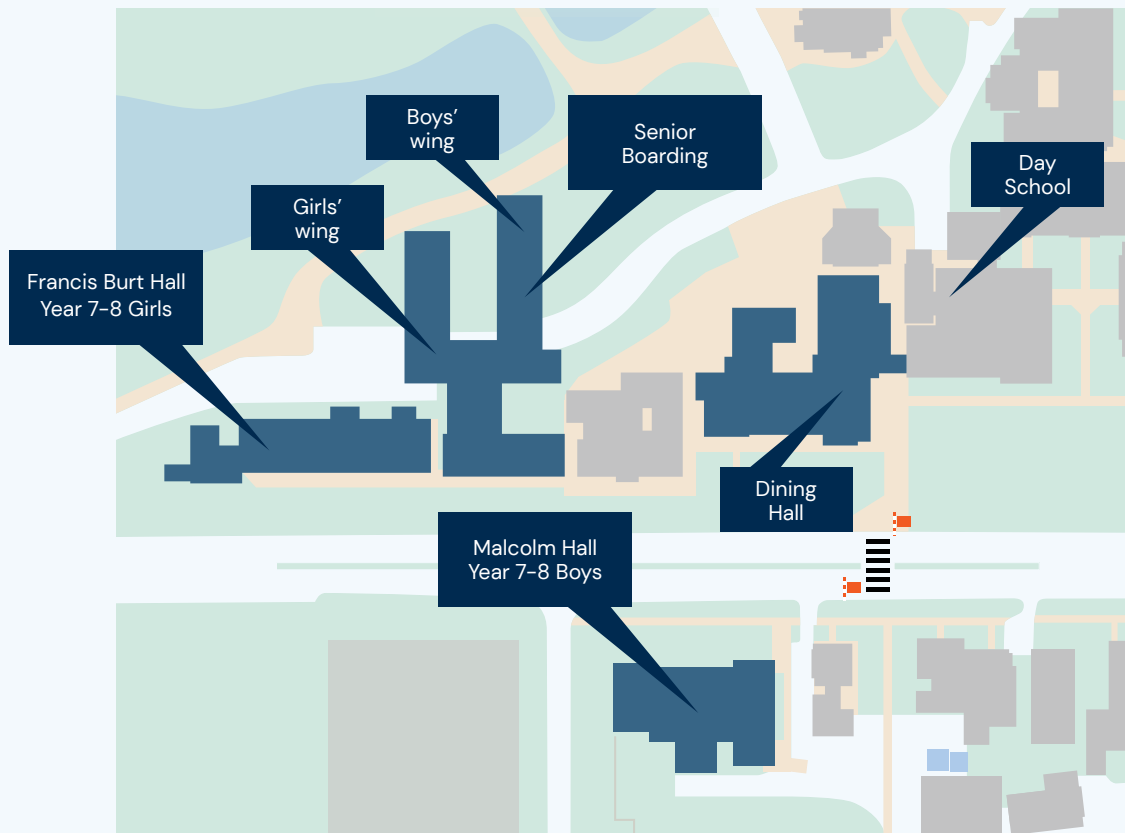 Boys’
wing
Senior
Boarding
Day
School
Girls’
wing
Francis Burt Hall
Year 7-8 Girls
Dining
Hall
Malcolm Hall
Year 7-8 Boys